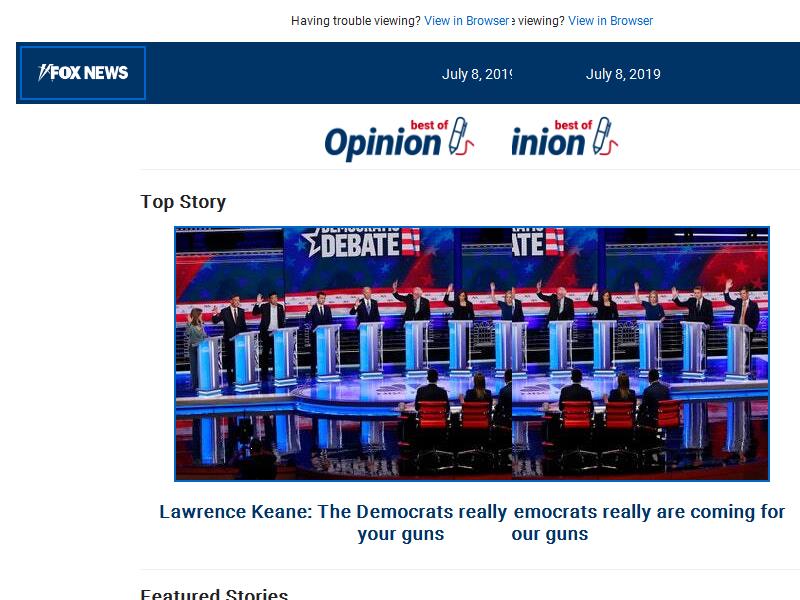 Having trouble viewing? View in Browser e viewing? View in Browser
FOX NEWS
July 8, 2019 July 8, 2019
best of best of
Opinion inion
Top Story
DEMOCRATIC
DEBATE ATE
Lawrence Keane: The Democrats really emocrats really are coming for
your guns our guns
Featured Stories